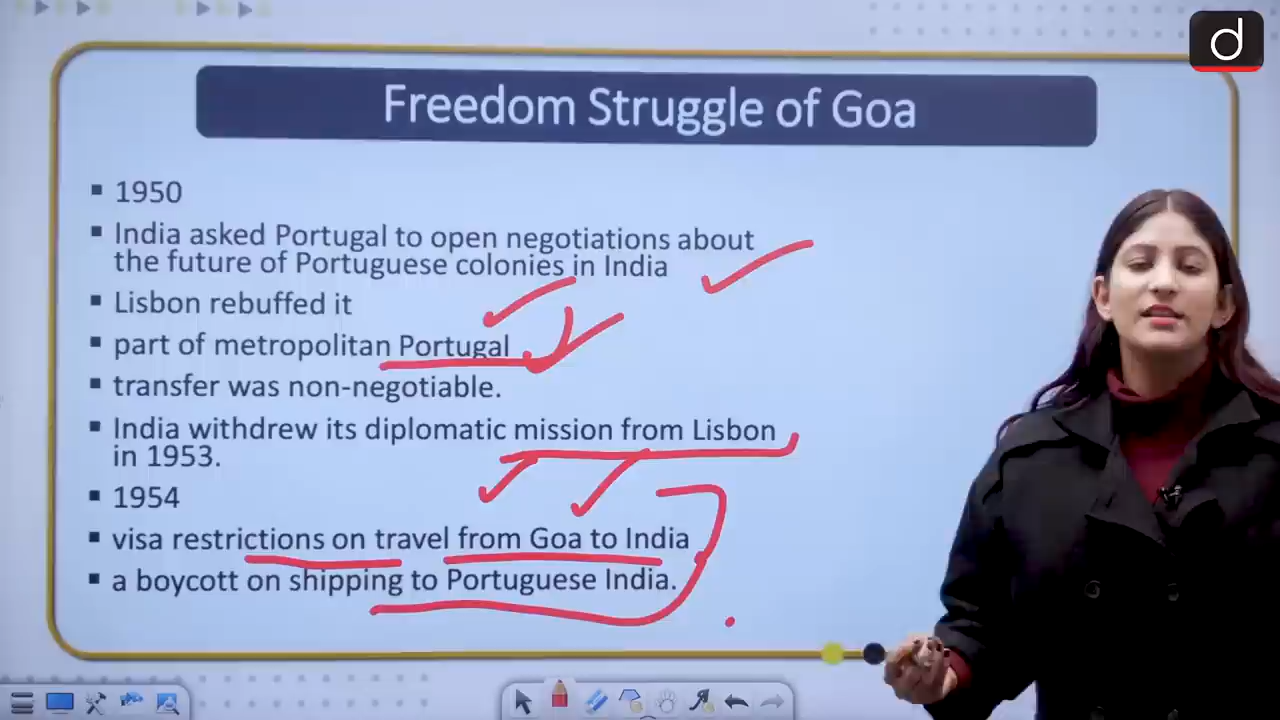 d
Freedom Struggle of Goa
▪ 1950
▪ India asked Portugal to open negotiations about
the future of Portuguese colonies in India
▪ Lisbon rebuffed it
▪ part of metropolitan Portugal
▪ transfer was non-negotiable.
▪ India withdrew its diplomatic mission from Lisbon
in 1953.
▪ 1954
▪ visa restrictions on travel from Goa to India
▪ a boycott on shipping to Portuguese India.